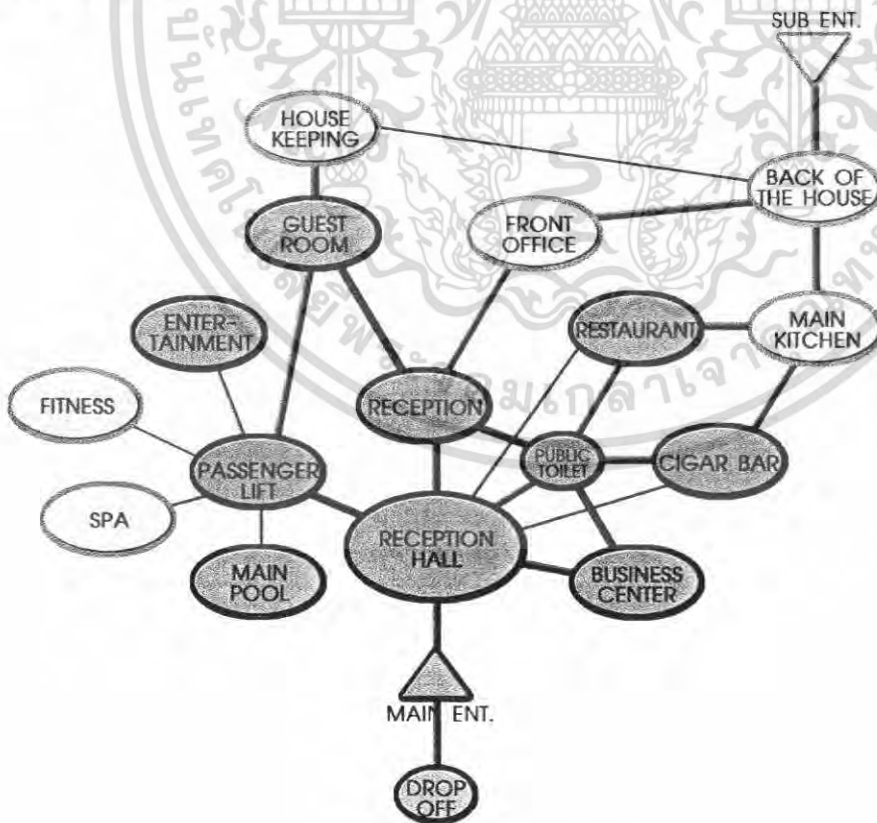 SUB ENT.
HOUSE
KEEPING
BACK OF
THE HOUSE
GUEST
ROOM
FRONT
OFFICE
ENTER-
TAINMENT
RESTAURANT
MAIN
KITCHEN
FITNESS
RECEPTION
PUBLIC
TOILET
CIGAR BAR
PASSENGER
LIFT
SPA
RECEPTION
HALL
MAIN
POOL
BUSINESS
CENTER
MAIN ENT.
DROP
OFF